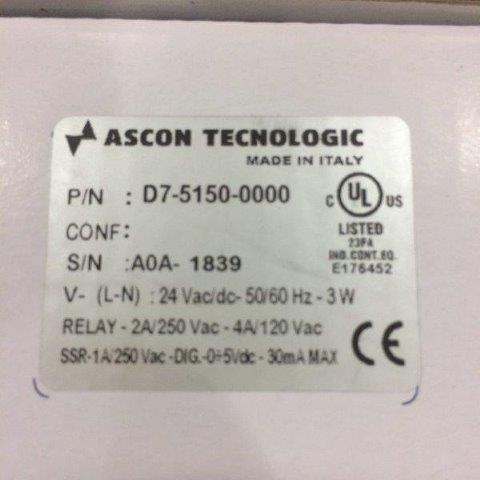 ASCON TECNOLOGIC
MADE IN ITALY
P/N : D7-5150-0000
C UL US
LISTED
23PA
IND.CONT.EQ.
E176452
CONF:
S/N :A0A- 1839
V- (L-N) : 24 Vac/dc- 50/60 Hz - 3 W
RELAY - 2A/250 Vac - 4A/120 Vac
SSR-1A/250 Vac -DIG.-0÷5Vdc - 30mA MAX
CE